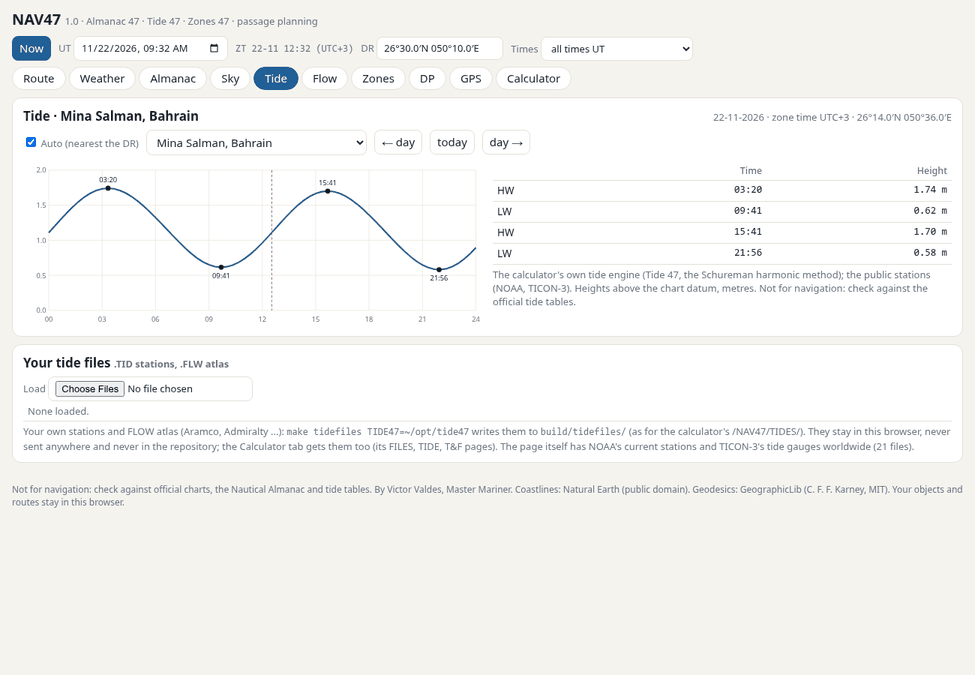 NAV47 1.0 · Almanac 47 · Tide 47 · Zones 47 · passage planning
Now UT 11/22/2026, 09:32 AM ZT 22-11 12:32 (UTC+3) DR 26°30.0′N 050°10.0′E Times all times UT
Route Weather Almanac Sky Tide Flow Zones DP GPS Calculator
Tide · Mina Salman, Bahrain
22-11-2026 · zone time UTC+3 · 26°14.0′N 050°36.0′E
Auto (nearest the DR) Mina Salman, Bahrain ← day today day →
2.0
1.5
1.0
0.5
0.0
03:20
09:41
15:41
21:56
00 03 06 09 12 15 18 21 24
Time Height
HW 03:20 1.74 m
LW 09:41 0.62 m
HW 15:41 1.70 m
LW 21:56 0.58 m
The calculator's own tide engine (Tide 47, the Schureman harmonic method); the public stations
(NOAA, TICON-3). Heights above the chart datum, metres. Not for navigation: check against the
official tide tables.
Your tide files .TID stations, .FLW atlas
Load Choose Files No file chosen
None loaded.
Your own stations and FLOW atlas (Aramco, Admiralty ...): make tidefiles TIDE47=~/opt/tide47 writes them to build/tidefiles/ (as for the calculator's /NAV47/TIDES/). They stay in this browser, never
sent anywhere and never in the repository; the Calculator tab gets them too (its FILES, TIDE, T&F pages). The page itself has NOAA's current stations and TICON-3's tide gauges worldwide (21 files).
Not for navigation: check against official charts, the Nautical Almanac and tide tables. By Victor Valdes, Master Mariner. Coastlines: Natural Earth (public domain). Geodesics: GeographicLib (C. F. F. Karney, MIT). Your objects and
routes stay in this browser.